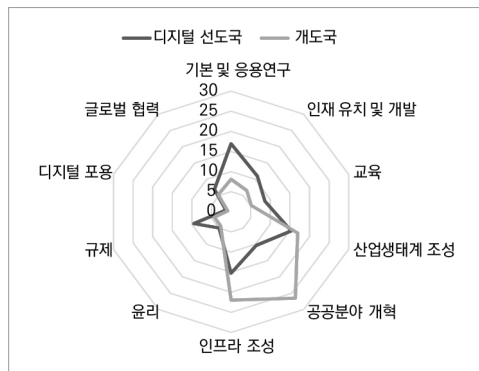 디지털 선도국 개도국
기본 및 응용연구
30
글로벌 협력
인재 유치 및 개발
25
20
15
디지털 포용
교육
10
5
0
규제
산업생태계 조성
윤리
공공분야 개혁
인프라 조성